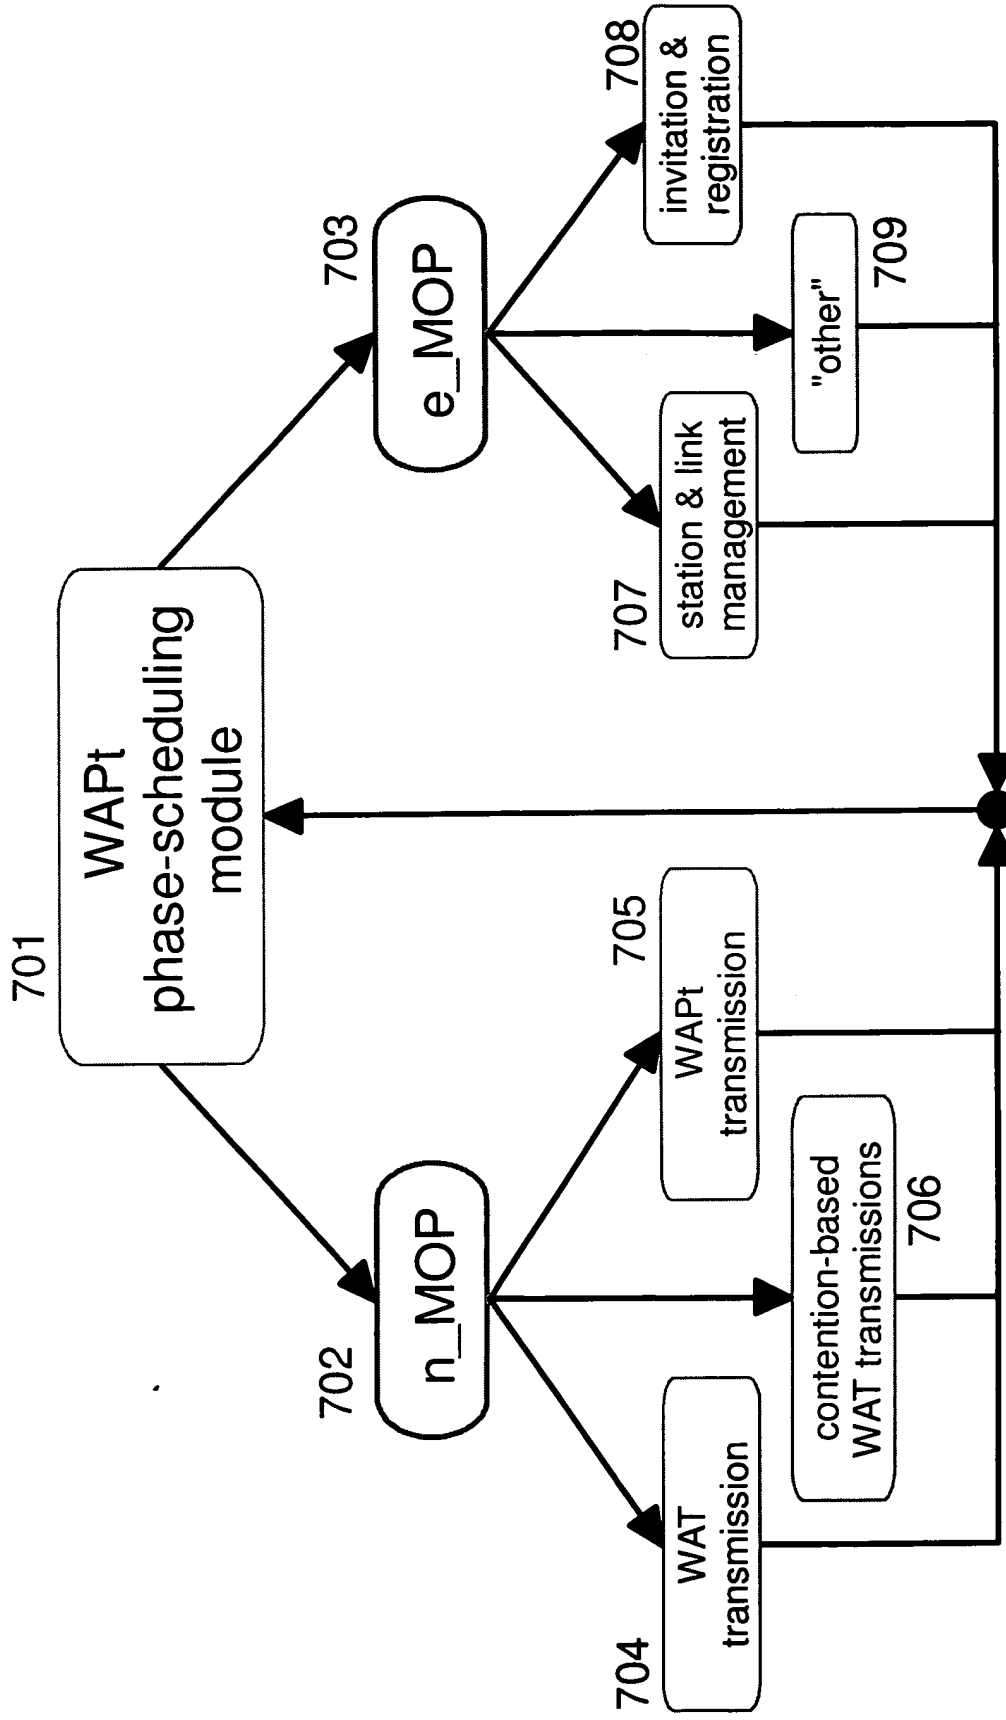 701
WAPt
phase-scheduling
module
702
n_MOP
703
e_MOP
704
WAT
transmission
705
WAPt
transmission
contention-based
WAT transmissions
706
707
station & link
management
708
invitation &
registration
"other"
709